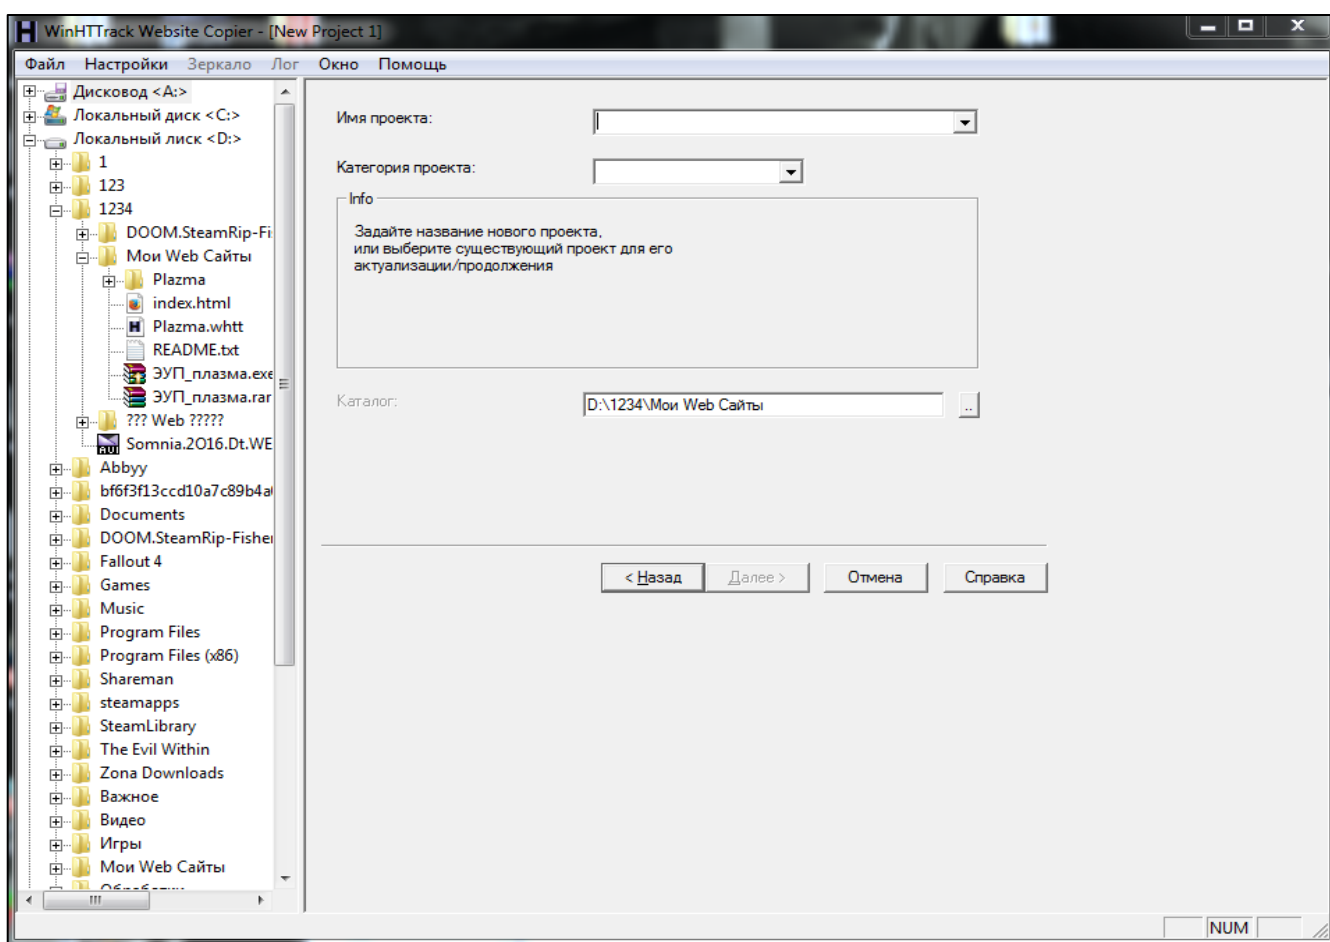 WinHTTrack Website Copier - [New Project 1]
Файл Настройки Зеркало Лог Окно Помощь
Дисковод <A:>
Локальный диск <C:>
Локальный лиск <D:>
1
123
1234
DOOM.SteamRip-Fi
Мои Web Сайты
Plazma
index.html
Plazma.whtt
README.txt
ЭУП_плазма.exe
ЭУП_плазма.rar
??? Web ?????
Somnia.2O16.Dt.WE
Abbyy
bf6f3f13ccd10a7c89b4a
Documents
DOOM.SteamRip-Fisher
Fallout 4
Games
Music
Program Files
Program Files (x86)
Shareman
steamapps
SteamLibrary
The Evil Within
Zona Downloads
Важное
Видео
Игры
Мои Web Сайты
Имя проекта:
Категория проекта:
Info
Задайте название нового проекта,
или выберите существующий проект для его
актуализации/продолжения
Каталог:
D:\1234\Мои Web Сайты
..
< Назад
Далее >
Отмена
Справка
NUM